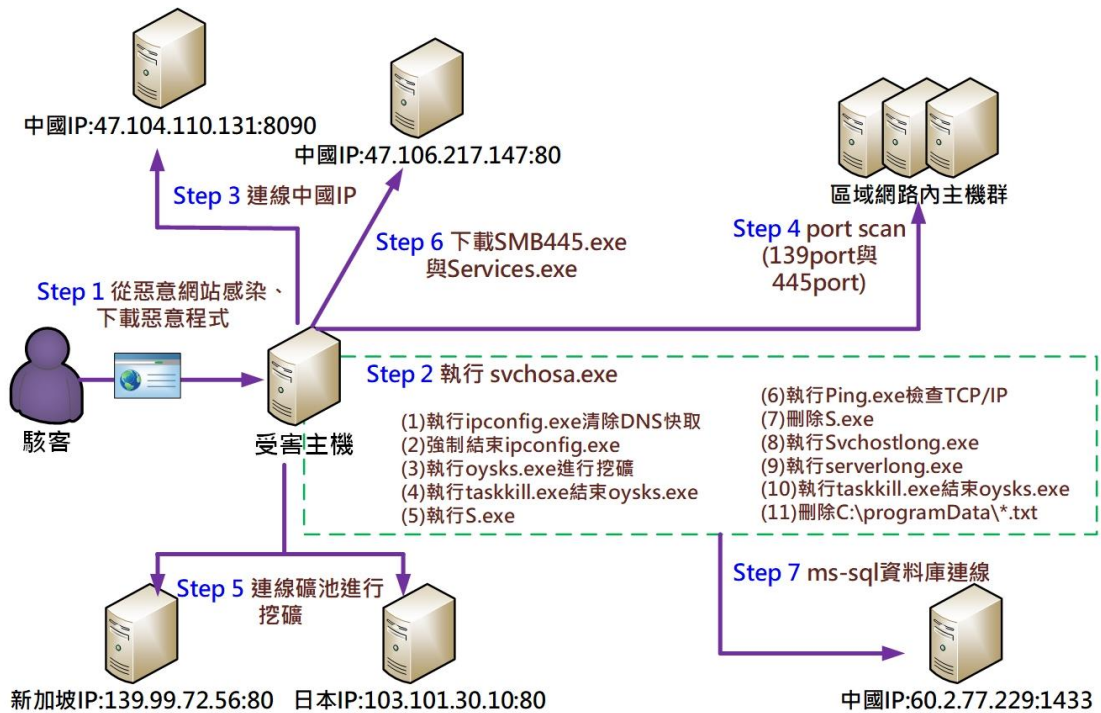 中國IP:47.104.110.131:8090
中國IP:47.106.217.147:80
區域網路內主機群
Step 3 連線中國IP
Step 6 下載SMB445.exe
與Services.exe
Step 4 port scan
(139port與
445port)
Step 1 從惡意網站感染、
下載惡意程式
駭客
受害主機
Step 2 執行 svchosa.exe
(1)執行ipconfig.exe清除DNS快取
(2)強制結束ipconfig.exe
(3)執行oysks.exe進行挖礦
(4)執行taskkill.exe結束oysks.exe
(5)執行S.exe
(6)執行Ping.exe檢查TCP/IP
(7)刪除S.exe
(8)執行Svchostlong.exe
(9)執行serverlong.exe
(10)執行taskkill.exe結束oysks.exe
(11)刪除C:\programData\*.txt
Step 5 連線礦池進行
挖礦
Step 7 ms-sql資料庫連線
新加坡IP:139.99.72.56:80
日本IP:103.101.30.10:80
中國IP:60.2.77.229:1433